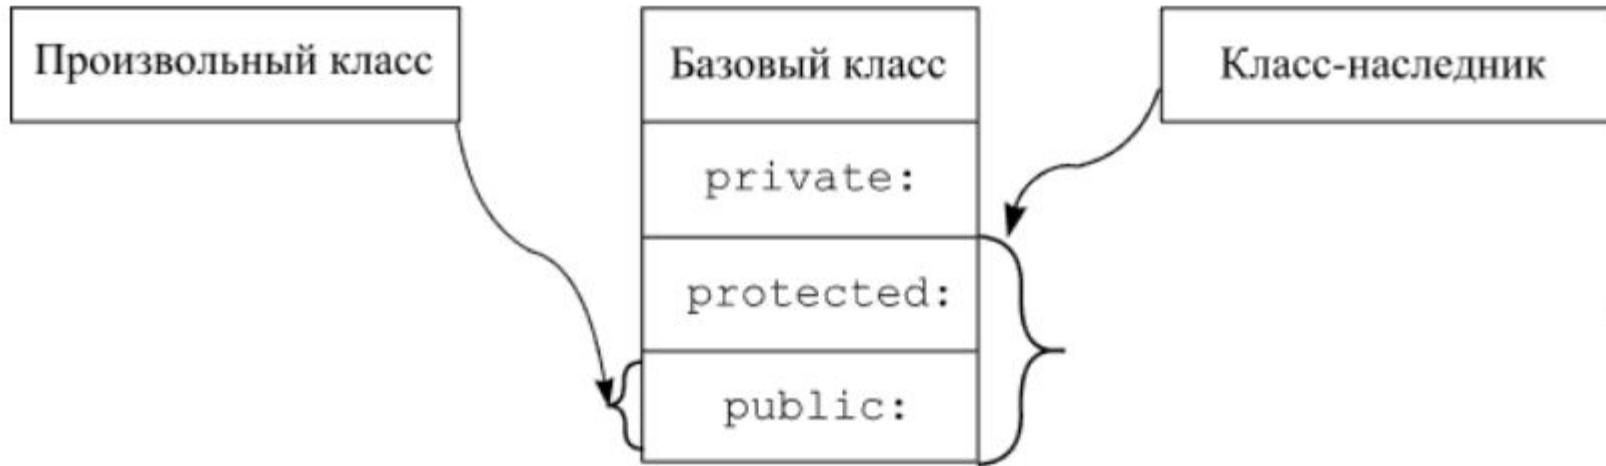 Произвольный класс
Базовый класс
Класс-наследник
private:
protected:
public: